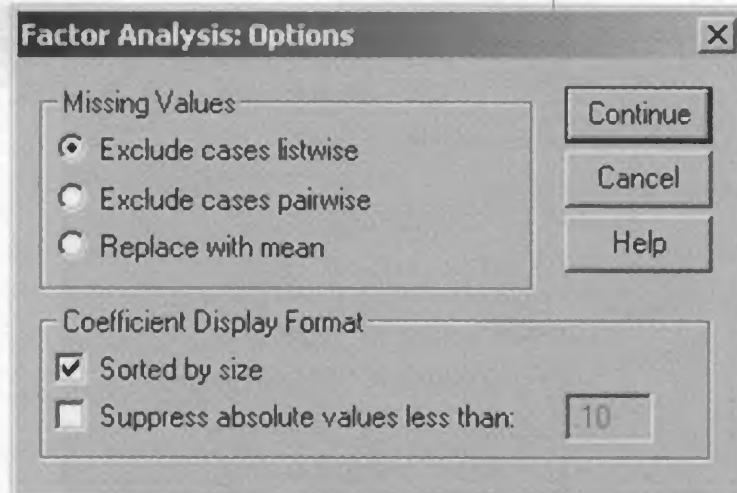 Factor Analysis: Options
Missing Values
Exclude cases listwise
Exclude cases pairwise
Replace with mean
Continue
Cancel
Help
Coefficient Display Format
Sorted by size
Suppress absolute values less than:
10